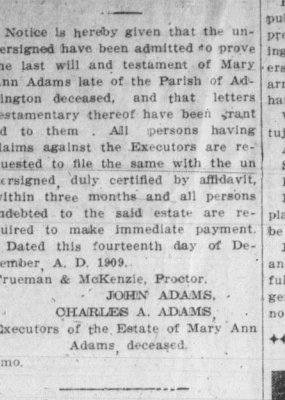 Notice is hereby given that the un-
ersigned have been admitted to prove
he last will and testament of Mary
nn Adams late of the Parish of Ad-
ington deceased, and that letters
estamentary thereof have been grant
d to them . All persons having
laims against the Executors are re-
uested to file the same with the un
ersigned, duly certified by affidavit,
vithin three months and all persons
ndebted to the said estate are re-
uired to make immediate payment.
Dated this fourteenth day of De-
ember, A. D. 1909.
rueman & McKenzie, Proctor.
JOHN ADAMS,
CHARLES A. ADAMS,
Executors of the Estate of Mary Ann
Adams, deceased.
mo.